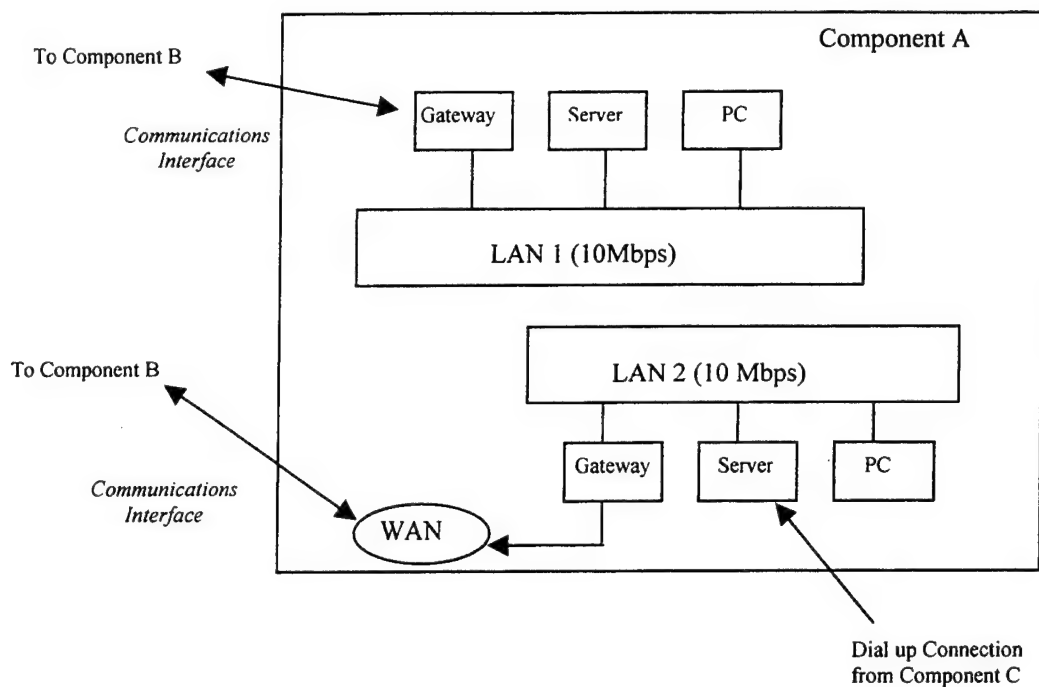 Component A
To Component B
Gateway
Server
PC
Communications
Interface
LAN 1 (10Mbps)
LAN 2 (10 Mbps)
To Component B
Gateway
Server
PC
Communications
Interface
WAN
Dial up Connection
from Component C